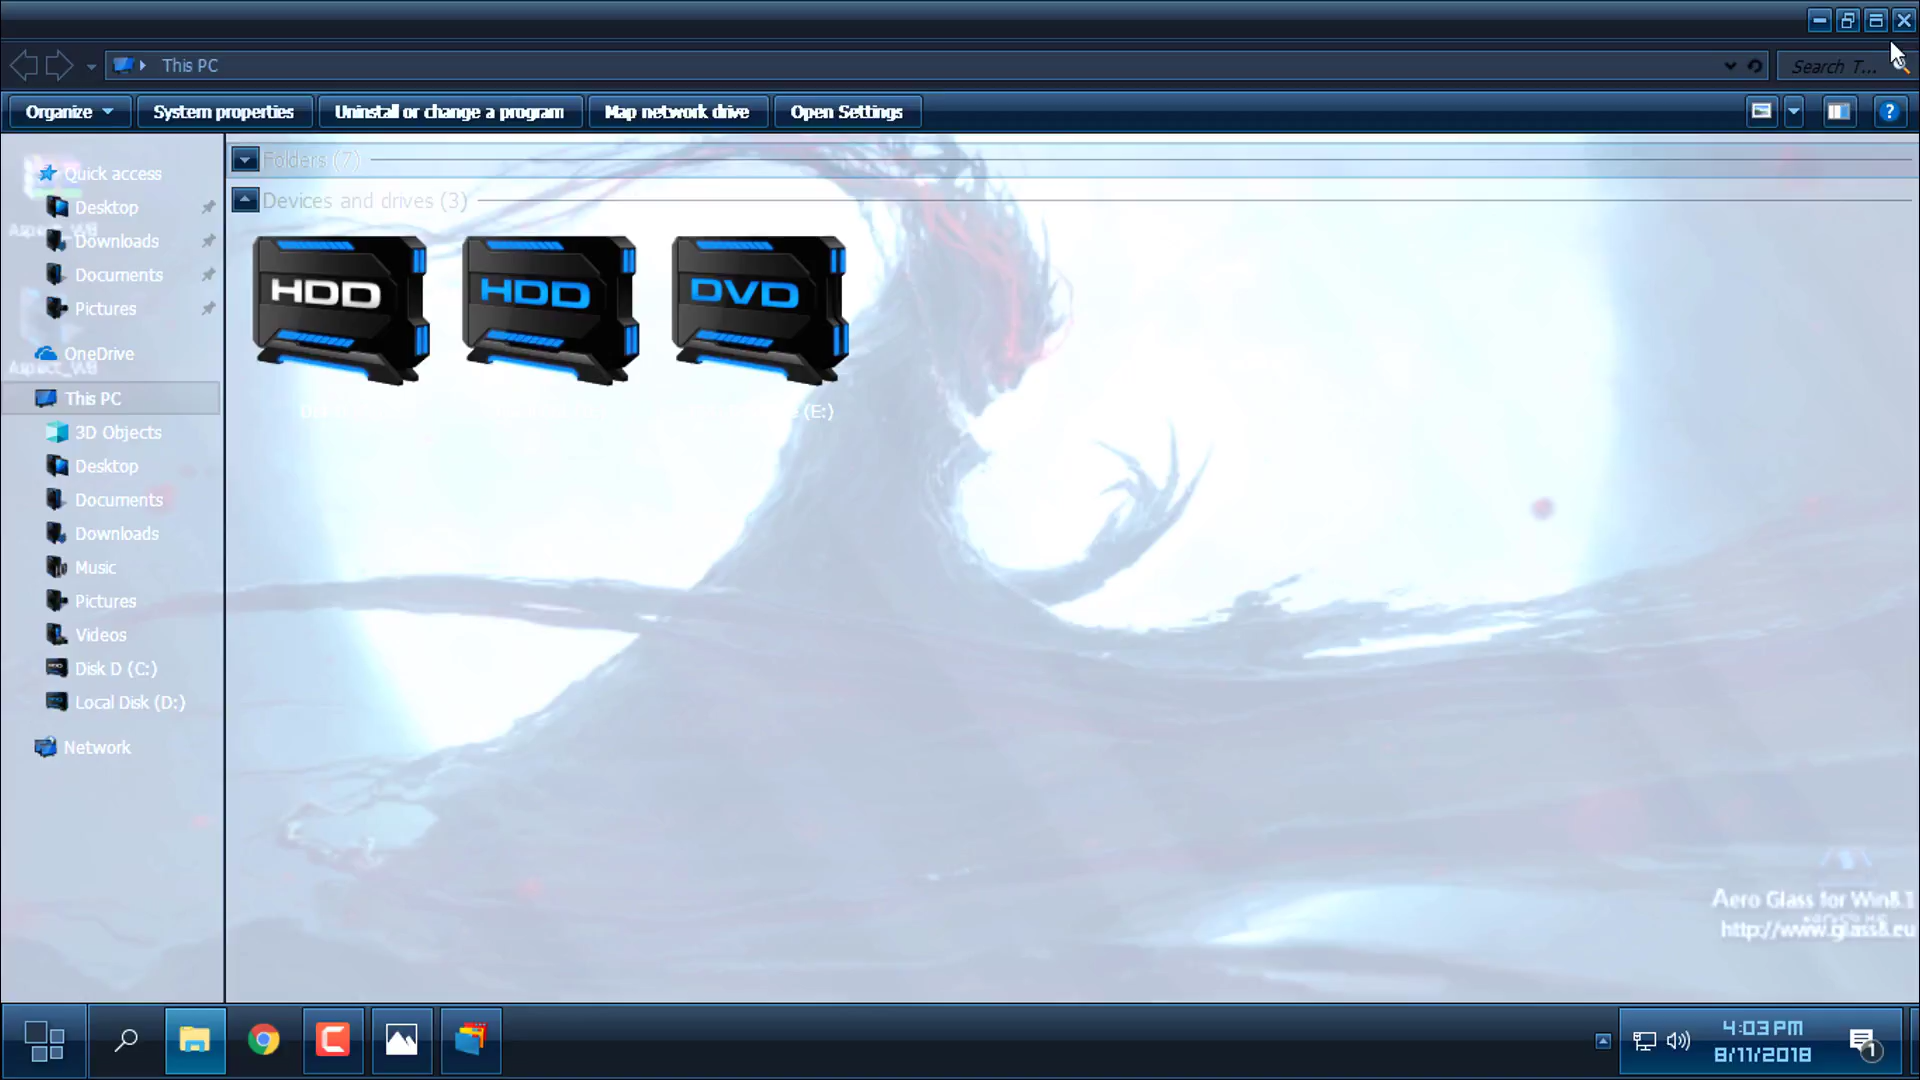 This PC
Search T...
Organize
System properties
Uninstall or change a program
Map network drive
Open Settings
Quick access
Desktop
Downloads
Documents
Pictures
OneDrive
This PC
3D Objects
Desktop
Documents
Downloads
Music
Pictures
Videos
Disk D (C:)
Local Disk (D:)
Network
Folders (7)
Devices and drives (3)
HDD
HDD
DVD
(E:)
Aero Glass for Win8.1
http://www.glass8.eu
4:03 PM
8/11/2018
1